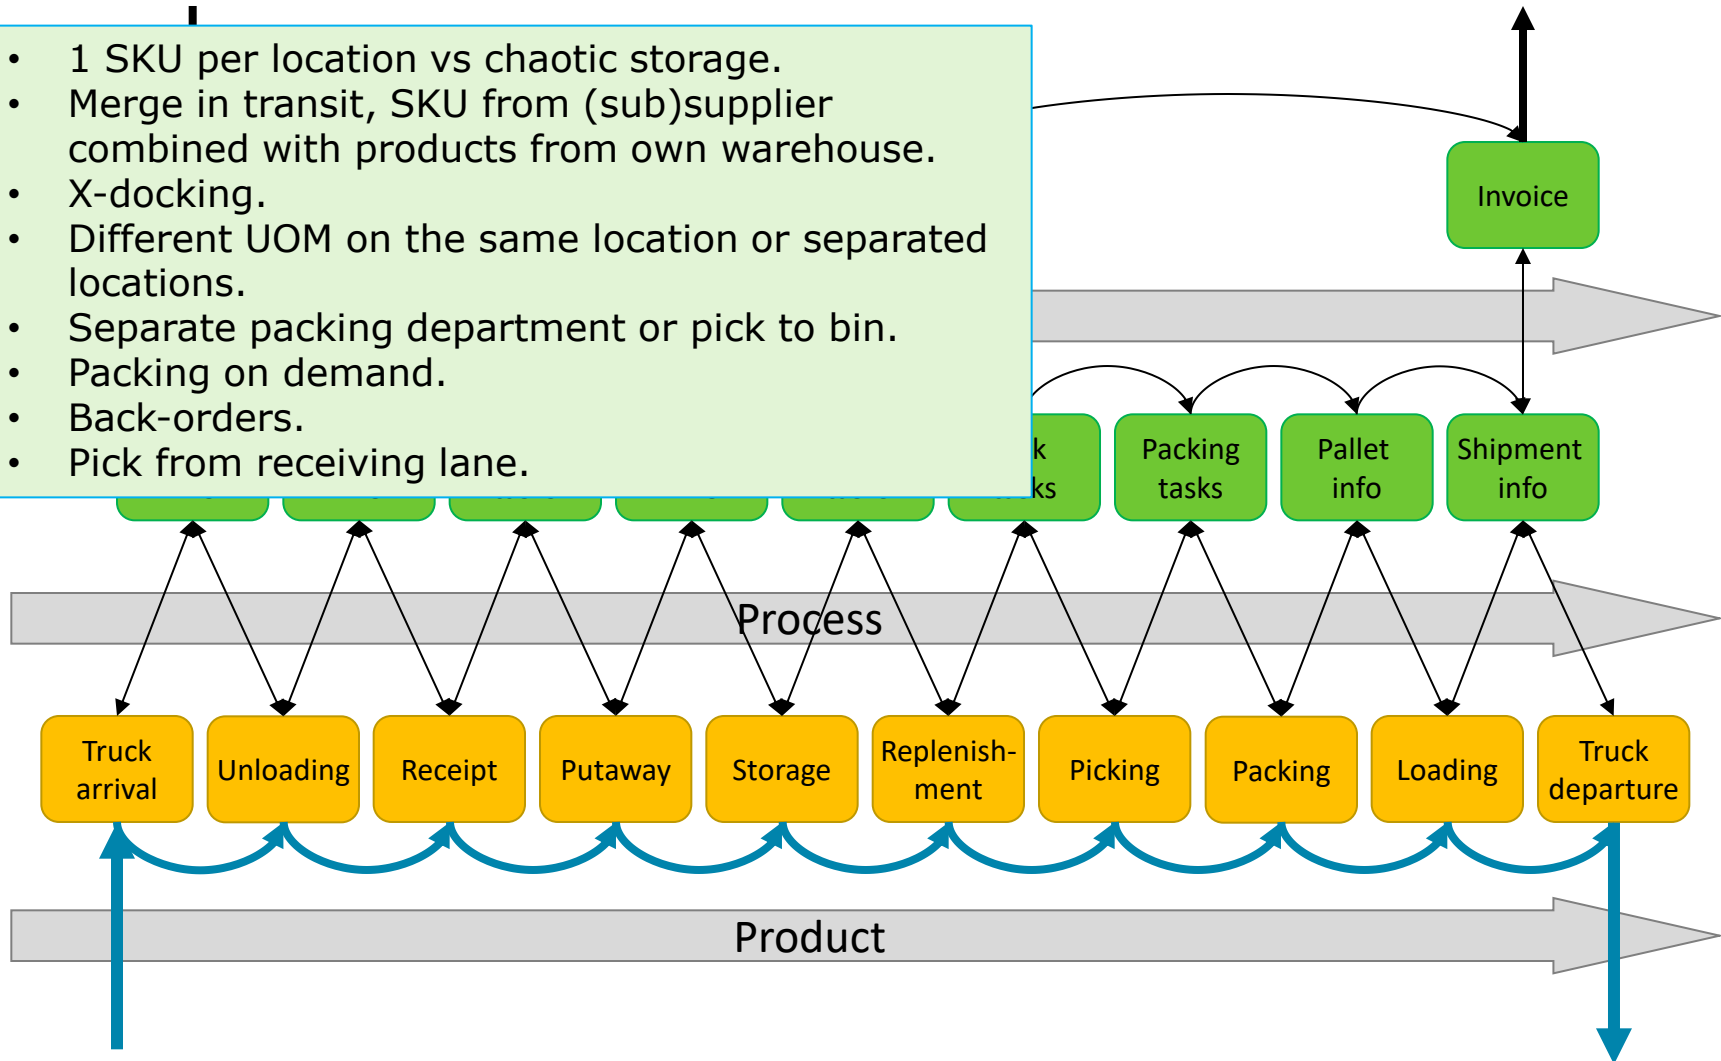 • 1 SKU per location vs chaotic storage.
• Merge in transit, SKU from (sub)supplier
combined with products from own warehouse.
• X-docking.
• Different UOM on the same location or separated
locations.
• Separate packing department or pick to bin.
• Packing on demand.
• Back-orders.
• Pick from receiving lane.
Invoice
Packing
tasks
Pallet
info
Shipment
info
Process
Truck
arrival
Unloading
Receipt
Putaway
Storage
Replenish-
ment
Picking
Packing
Loading
Truck
departure
Product